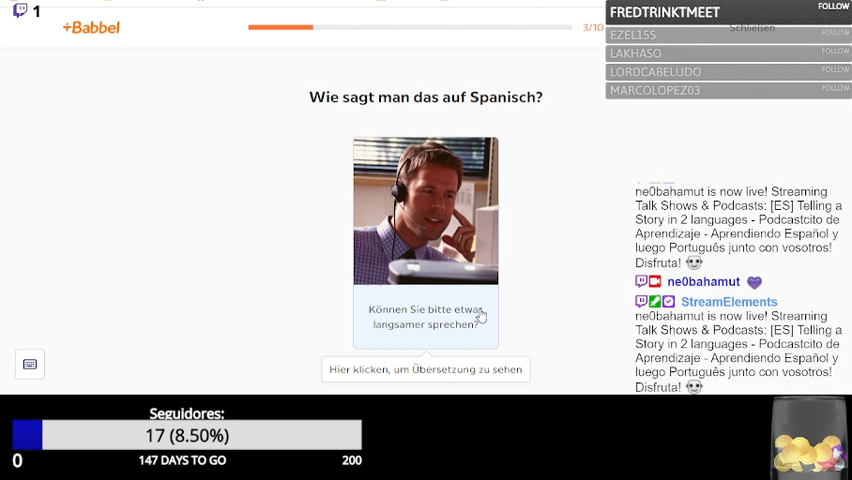 1
+Babbel
3/10
Schließen
FREDTRINKTMEET FOLLOW
EZEL155 FOLLOW
LAKHASO FOLLOW
LORDCABELUDO FOLLOW
MARCOLOPEZ03 FOLLOW
Wie sagt man das auf Spanisch?
Können Sie bitte etwas
langsamer sprechen?
Hier klicken, um Übersetzung zu sehen
ne0bahamut is now live! Streaming
Talk Shows & Podcasts: [ES] Telling a
Story in 2 languages - Podcastcito de
Aprendizaje - Aprendiendo Español y
luego Português junto con vosotros!
Disfruta!
ne0bahamut
StreamElements
ne0bahamut is now live! Streaming
Talk Shows & Podcasts: [ES] Telling a
Story in 2 languages - Podcastcito de
Aprendizaje - Aprendiendo Español y
luego Português junto con vosotros!
Disfruta!
Seguidores:
17 (8.50%)
0 147 DAYS TO GO 200